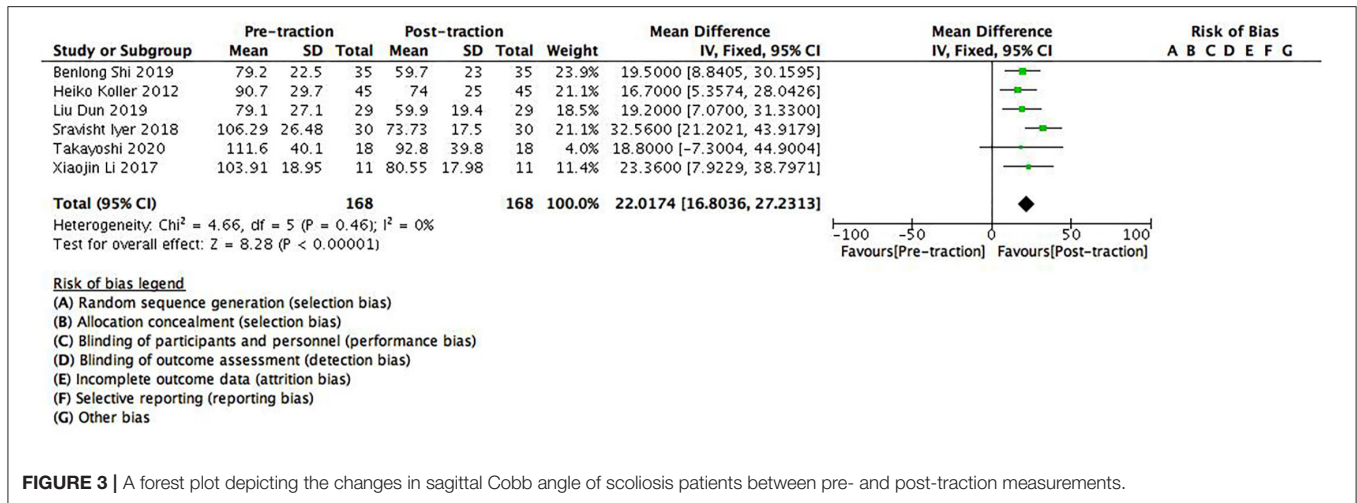 Pre-traction Post-traction Mean Difference Mean Difference Risk of Bias
Study or Subgroup Mean SD Total Mean SD Total Weight IV, Fixed, 95% CI IV, Fixed, 95% CI A B C D E F G
Benlong Shi 2019 79.2 22.5 35 59.7 23 35 23.9% 19.5000 [8.8405, 30.1595]
Heiko Koller 2012 90.7 29.7 45 74 25 45 21.1% 16.7000 [5.3574, 28.0426]
Liu Dun 2019 79.1 27.1 29 59.9 19.4 29 18.5% 19.2000 [7.0700, 31.3300]
Sravisht Iyer 2018 106.29 26.48 30 73.73 17.5 30 21.1% 32.5600 [21.2021, 43.9179]
Takayoshi 2020 111.6 40.1 18 92.8 39.8 18 4.0% 18.8000 [-7.3004, 44.9004]
Xiaojin Li 2017 103.91 18.95 11 80.55 17.98 11 11.4% 23.3600 [7.9229, 38.7971]
Total (95% CI) 168 168 100.0% 22.0174 [16.8036, 27.2313]
Heterogeneity: Chi² = 4.66, df = 5 (P = 0.46); I² = 0%
Test for overall effect: Z = 8.28 (P < 0.00001)
-100 -50 0 50 100
Favours[Pre-traction] Favours[Post-traction]
Risk of bias legend
(A) Random sequence generation (selection bias)
(B) Allocation concealment (selection bias)
(C) Blinding of participants and personnel (performance bias)
(D) Blinding of outcome assessment (detection bias)
(E) Incomplete outcome data (attrition bias)
(F) Selective reporting (reporting bias)
(G) Other bias
FIGURE 3 | A forest plot depicting the changes in sagittal Cobb angle of scoliosis patients between pre- and post-traction measurements.